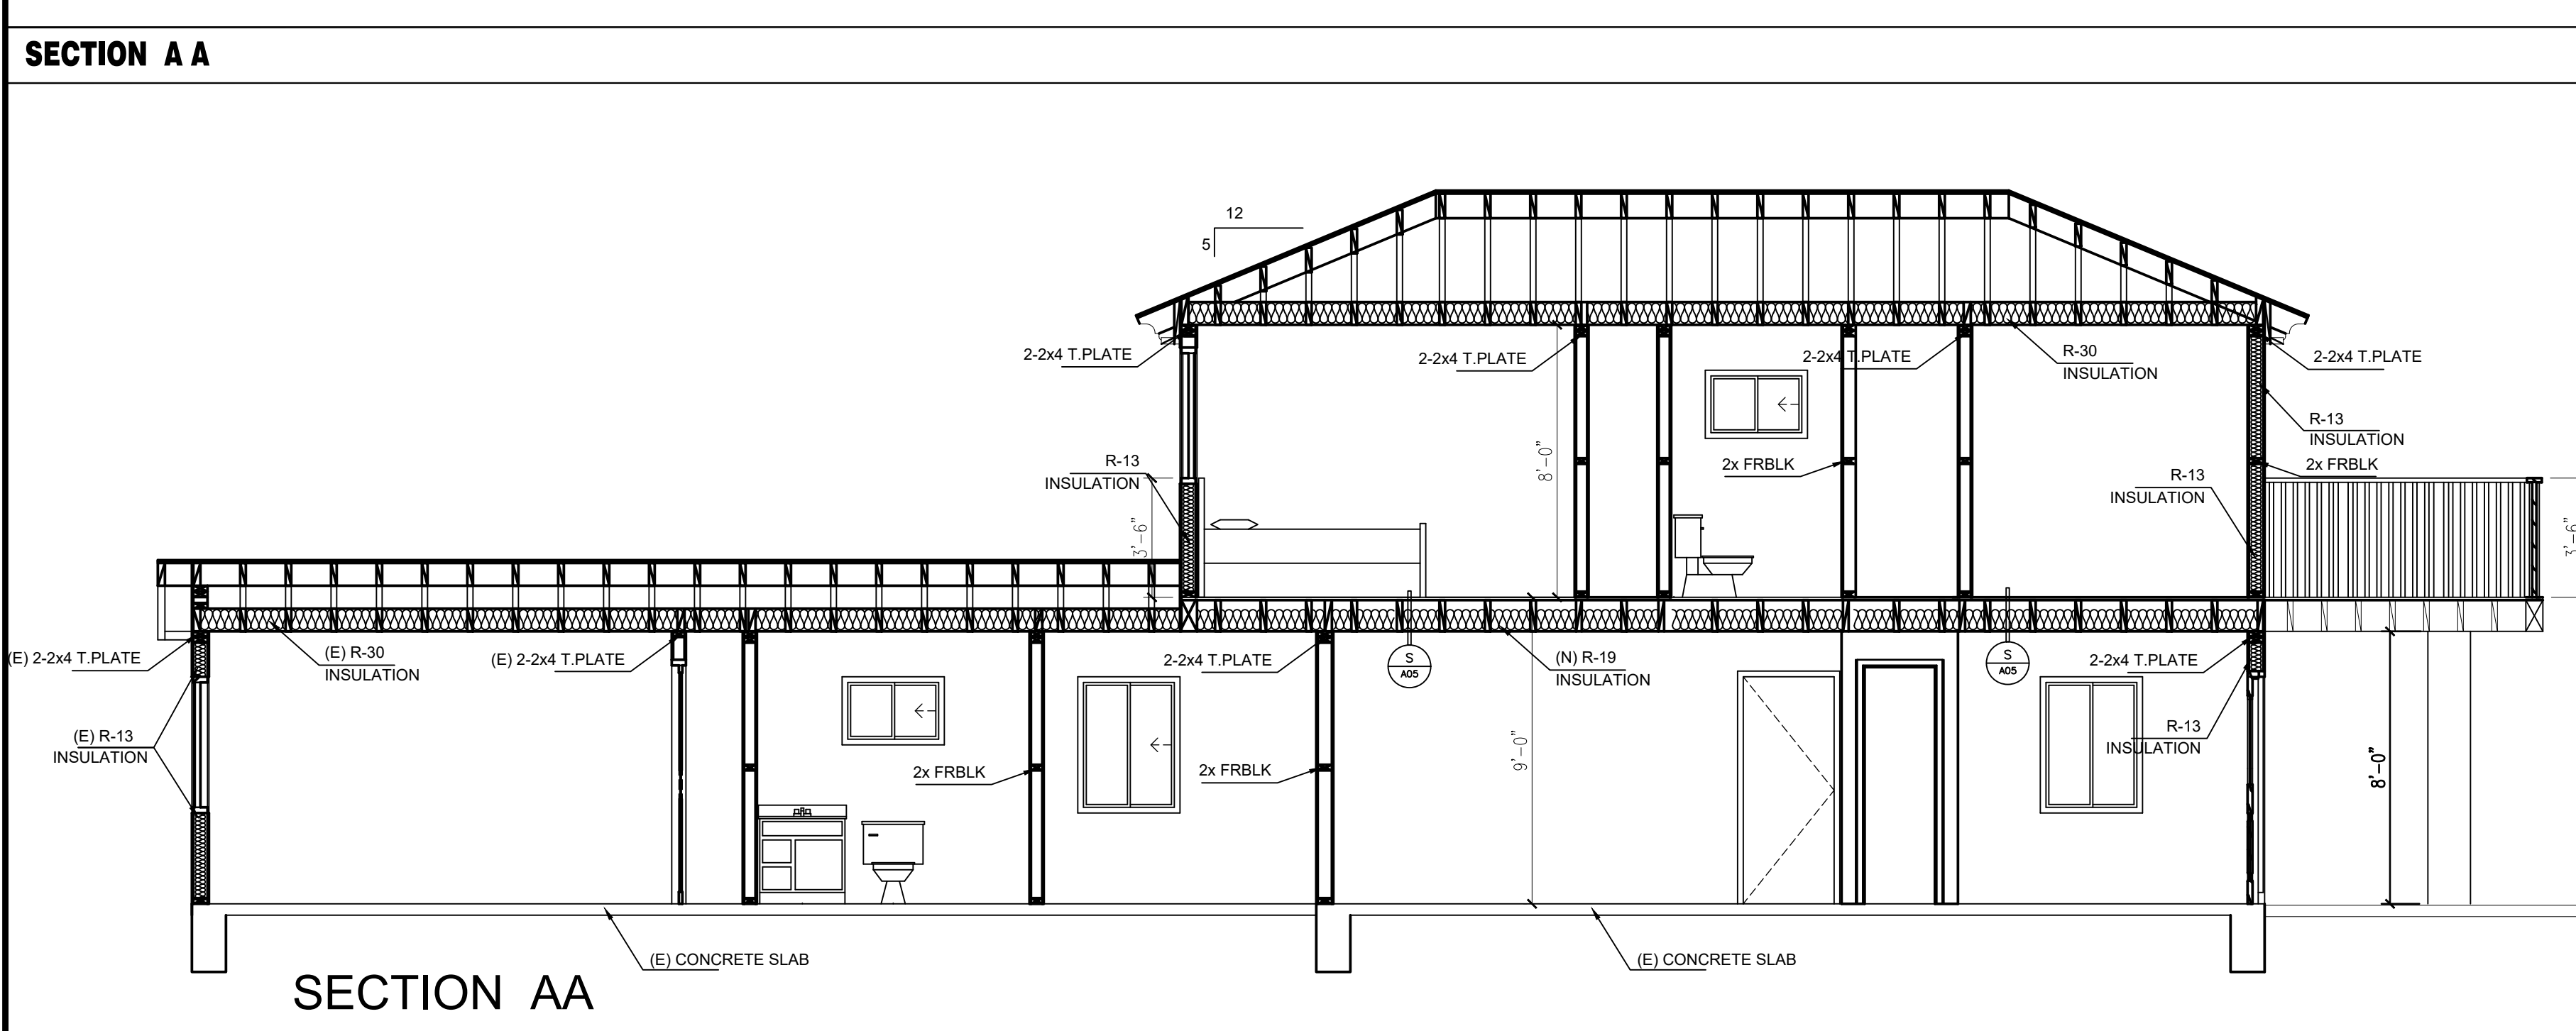 SECTION A A
12
5
2-2x4 T.PLATE
2-2x4 T.PLATE
2-2x4 T.PLATE
R-30
INSULATION
2-2x4 T.PLATE
R-13
INSULATION
2x FRBLK
R-13
INSULATION
8'-0"
2x FRBLK
R-13
INSULATION
3'-6"
3'-6"
(E) 2-2x4 T.PLATE
(E) R-30
INSULATION
(E) 2-2x4 T.PLATE
2-2x4 T.PLATE
S
A05
(N) R-19
INSULATION
S
A05
2-2x4 T.PLATE
(E) R-13
INSULATION
2x FRBLK
2x FRBLK
9'-0"
R-13
INSULATION
8'-0"
(E) CONCRETE SLAB
(E) CONCRETE SLAB
SECTION AA